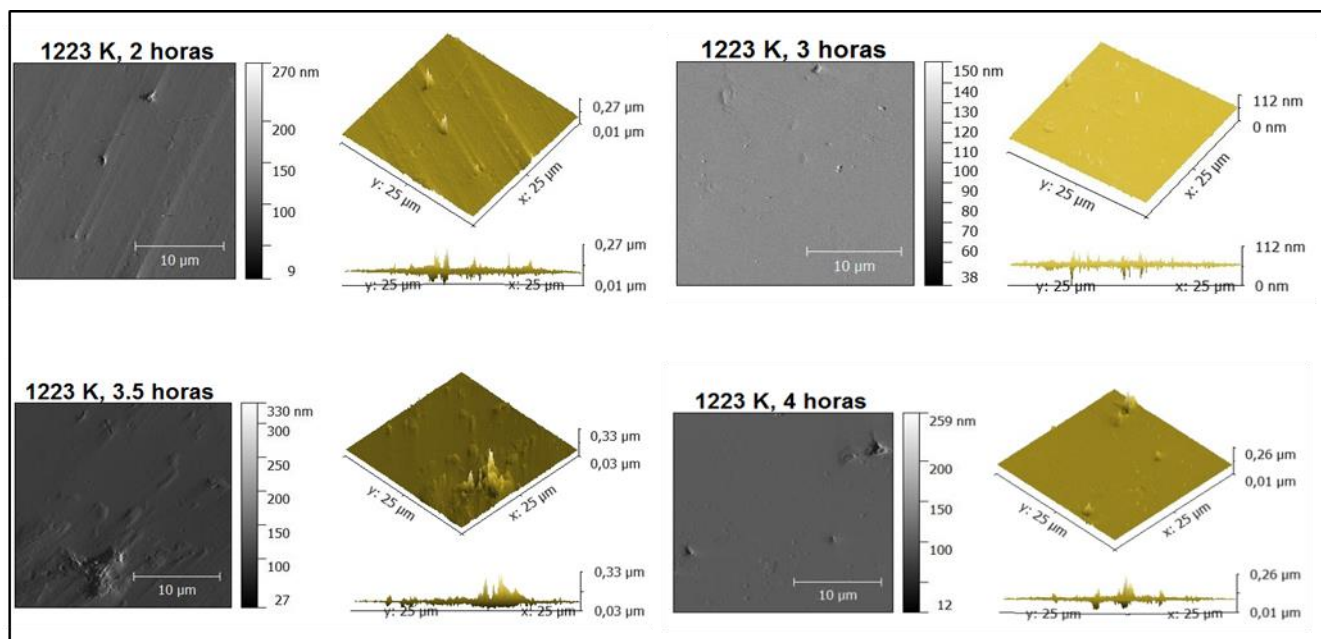 1223 K, 2 horas
270 nm
200
100
9
10 µm
0,27 µm
0,01 µm
y: 25 µm
x: 25 µm
0,27
0,01 µm
y: 25 µm
x: 25 µm
1223 K, 3 horas
150 nm
140
130
120
110
100
90
80
70
60
38
10 µm
112 nm
0 nm
y: 25 µm
x: 25 µm
112 nm
0 nm
y: 25 µm
x: 25 µm
1223 K, 3.5 horas
330 nm
300
250
200
150
100
27
10 µm
0,33 µm
0,03 µm
y: 25 µm
x: 25 µm
0,33 µm
0,03 µm
y: 25 µm
x: 25 µm
1223 K, 4 horas
259 nm
200
100
12
10 µm
0,26 µm
0,01 µm
y: 25 µm
x: 25 µm
0,26 µm
0,01 µm
y: 25 µm
x: 25 µm